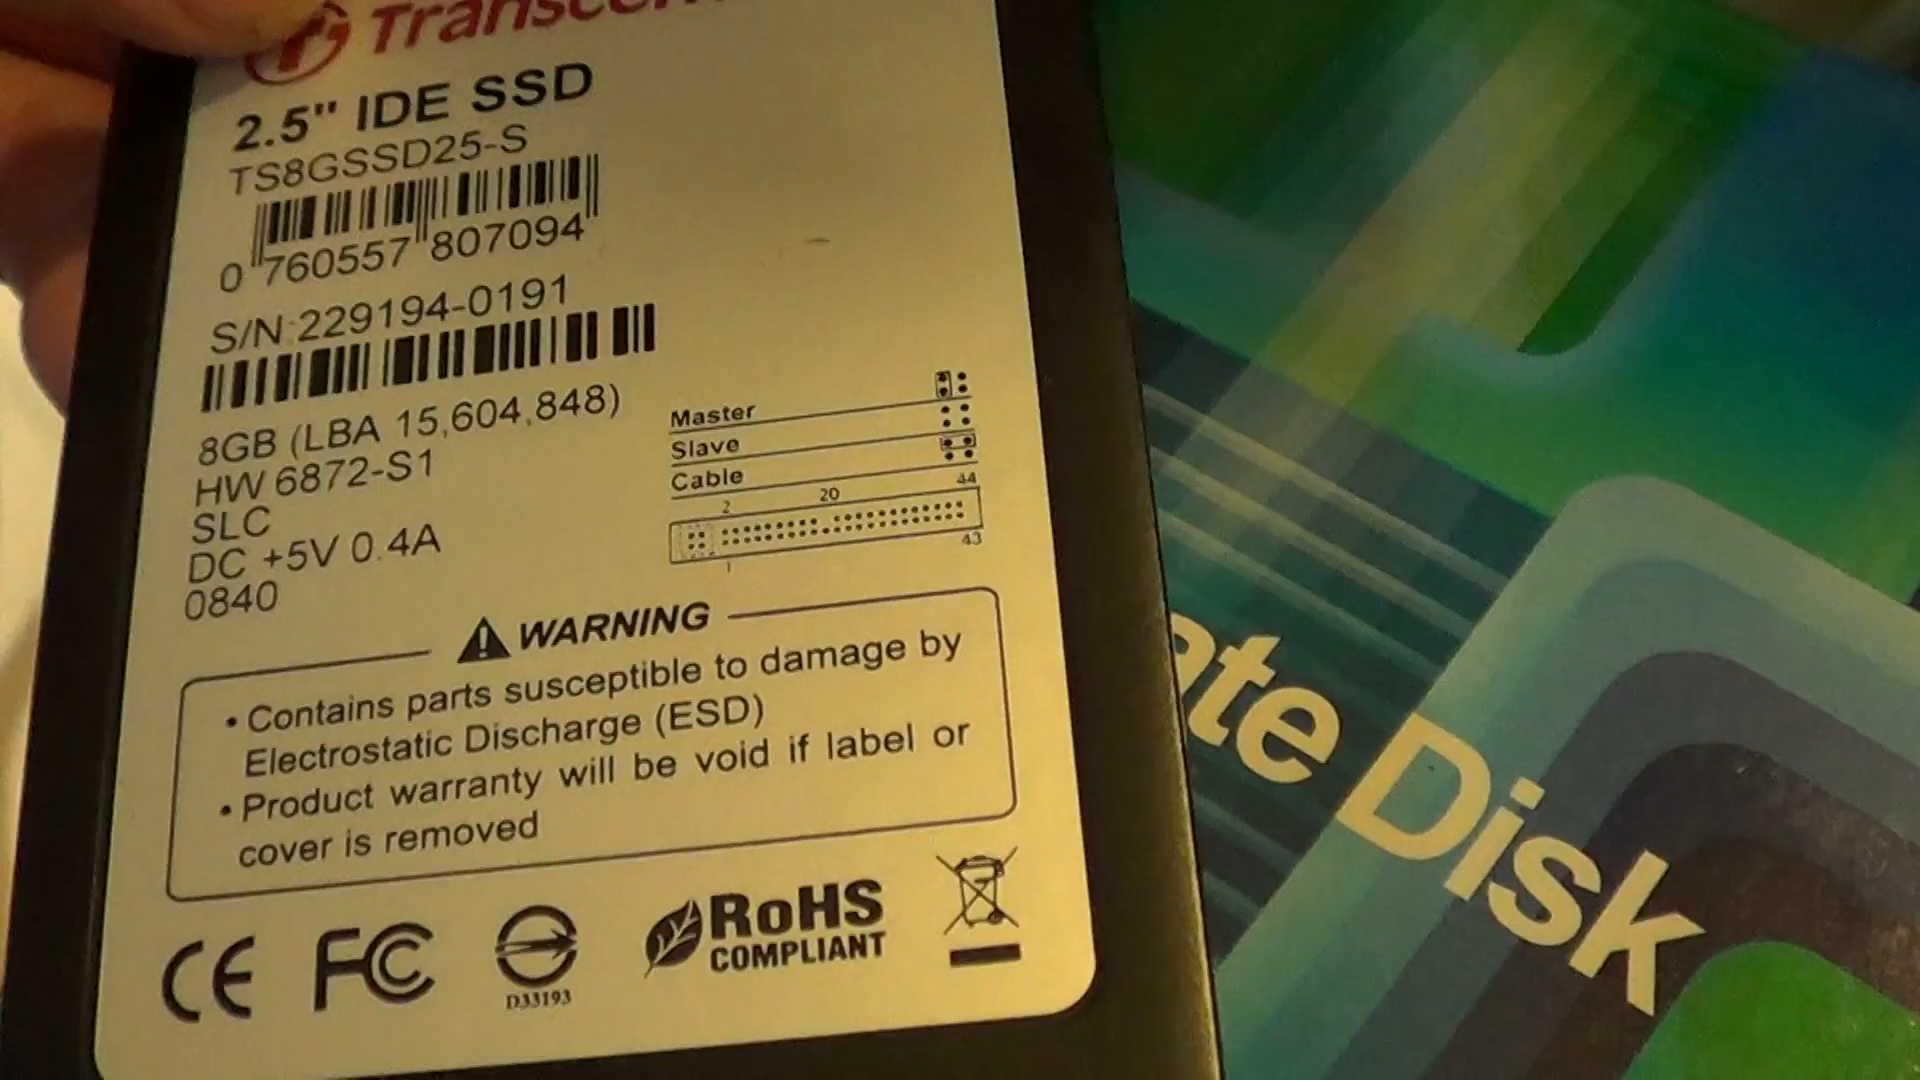 2.5" IDE SSD
TS8GSSD25-S
0 760557 807094
S/N:229194-0191
8GB (LBA 15,604,848)
HW 6872-S1
SLC
DC +5V 0.4A
0840
Master
Slave
Cable
2 20 44
1 43
WARNING
• Contains parts susceptible to damage by
Electrostatic Discharge (ESD)
• Product warranty will be void if label or
cover is removed
CE FC D33193 RoHS
COMPLIANT
Disk